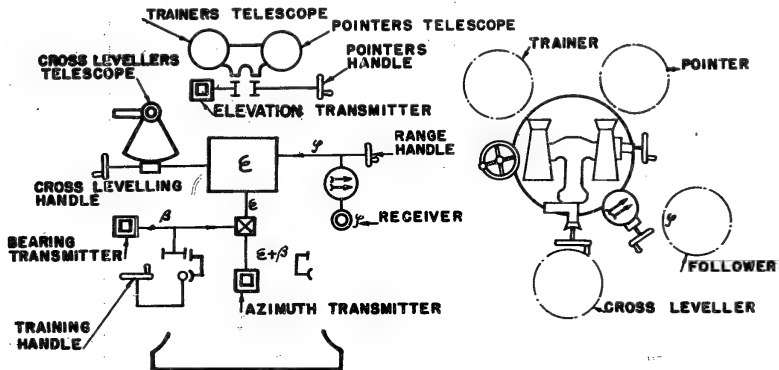 TRAINERS TELESCOPE
POINTERS TELESCOPE
POINTERS
HANDLE
CROSS LEVELLERS
TELESCOPE
ELEVATION TRANSMITTER
RANGE
HANDLE
φ
ε
CROSS LEVELLING
HANDLE
ε
φ RECEIVER
β
BEARING
TRANSMITTER
ε+β
AZIMUTH TRANSMITTER
TRAINING
HANDLE
TRAINER
POINTER
φ
FOLLOWER
CROSS LEVELLER